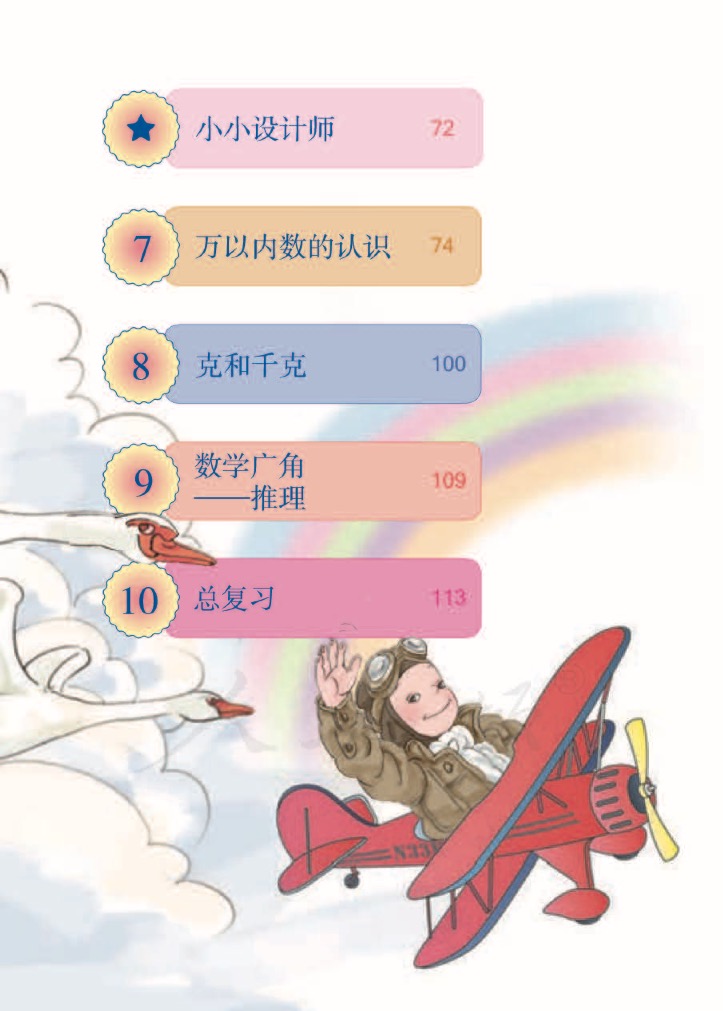 ★ 小小设计师 72
7 万以内数的认识 74
8 克和千克 100
9 数学广角
——推理 109
10 总复习 113